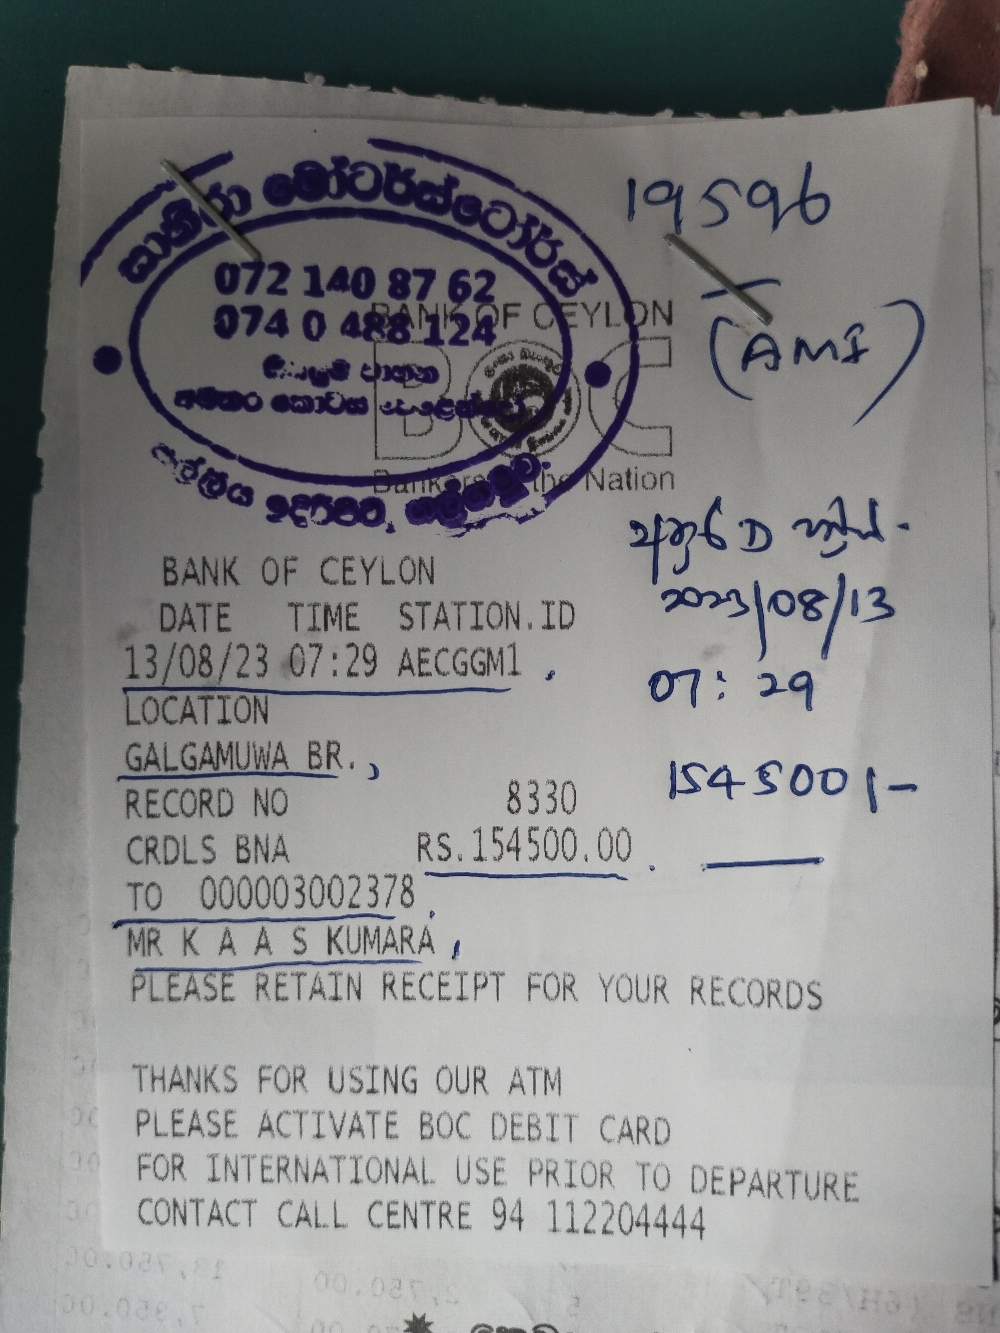 මෝටර්ස්ටෝර්ස්
072 140 87 62
074 0 488 124
19596
(AMI)
BANK OF CEYLON
Bankers the Nation
2023/08/13
07: 29
154500/-
BANK OF CEYLON
DATE TIME STATION.ID
13/08/23 07:29 AECGGM1
LOCATION
GALGAMUWA BR.
RECORD NO 8330
CRDLS BNA RS.154500.00
TO 000003002378
MR K A A S KUMARA
PLEASE RETAIN RECEIPT FOR YOUR RECORDS
THANKS FOR USING OUR ATM
PLEASE ACTIVATE BOC DEBIT CARD
FOR INTERNATIONAL USE PRIOR TO DEPARTURE
CONTACT CALL CENTRE 94 112204444